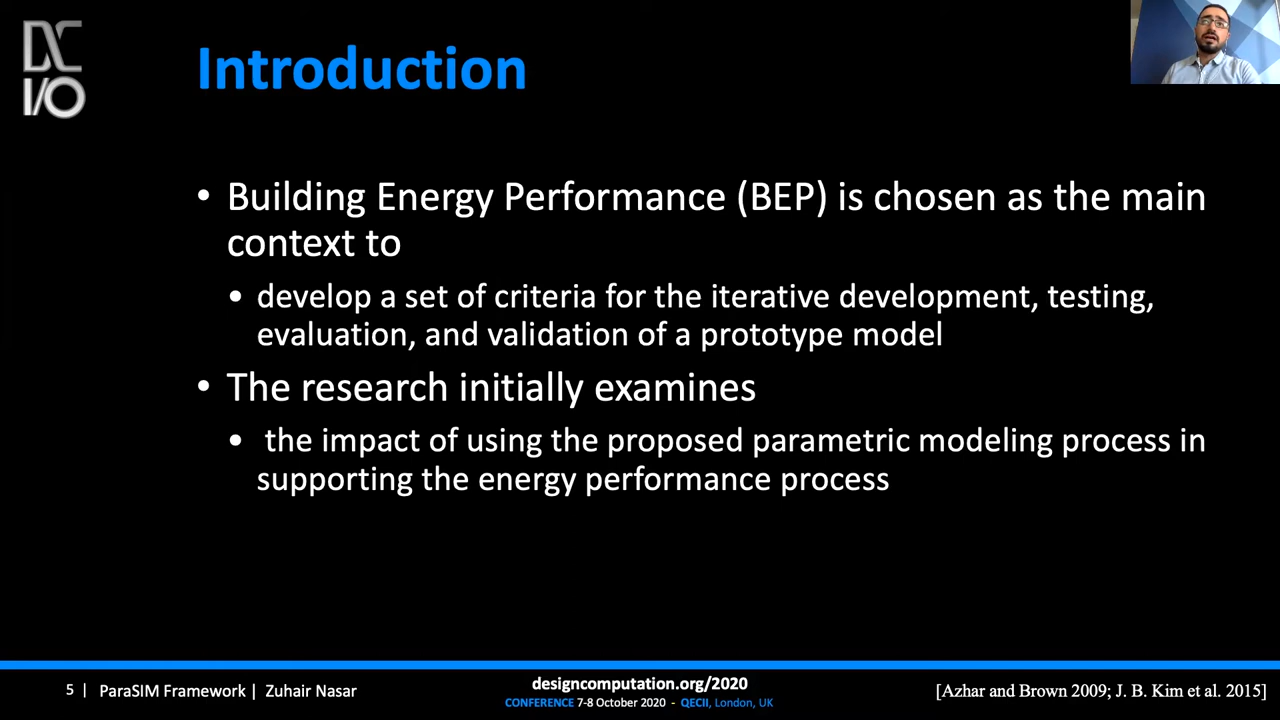 DC
I/O
Introduction
• Building Energy Performance (BEP) is chosen as the main
context to
• develop a set of criteria for the iterative development, testing,
evaluation, and validation of a prototype model
• The research initially examines
• the impact of using the proposed parametric modeling process in
supporting the energy performance process
5 | ParaSIM Framework | Zuhair Nasar
designcomputation.org/2020
CONFERENCE 7-8 October 2020 - QECII, London, UK
[Azhar and Brown 2009; J. B. Kim et al. 2015]